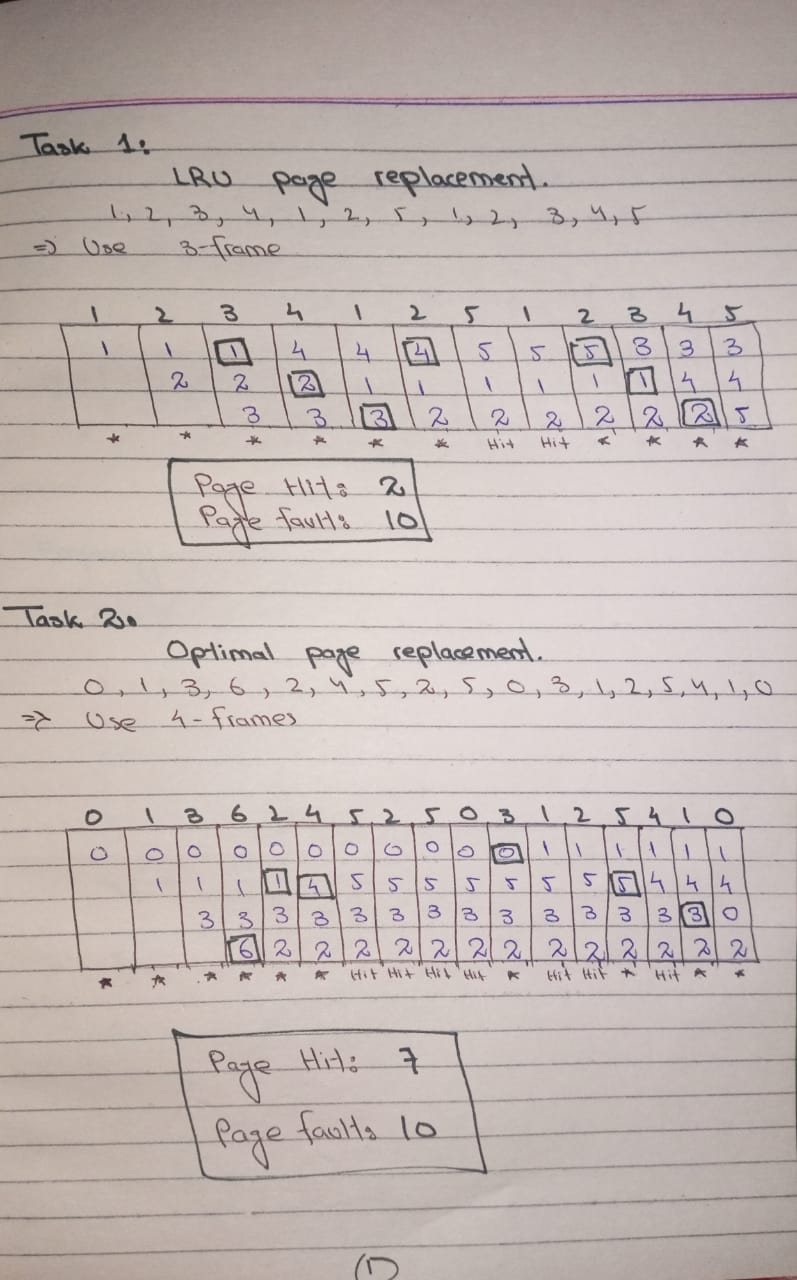 Task 1:
LRU page replacement.
1, 2, 3, 4, 1, 2, 5, 1, 2, 3, 4, 5
=> Use 3-frame
1 2 3 4 1 2 5 1 2 3 4 5
1 1 1 4 4 4 5 5 5 3 3 3
2 2 2 1 1 1 1 1 1 4 4
3 3 3 2 2 2 2 2 2 5
* * * * * * Hit Hit * * * *
Page Hit: 2
Page fault: 10
Task 2.
Optimal page replacement.
0, 1, 3, 6, 2, 4, 5, 2, 5, 0, 3, 1, 2, 5, 4, 1, 0
=> Use 4-frames
0 1 3 6 2 4 5 2 5 0 3 1 2 5 4 1 0
0 0 0 0 0 0 0 0 0 0 0 1 1 1 1 1 1
1 1 1 1 4 5 5 5 5 5 5 5 5 4 4 4
3 3 3 3 3 3 3 3 3 3 3 3 3 3 0
6 2 2 2 2 2 2 2 2 2 2 2 2 2
* * * * * * Hit Hit Hit Hit * Hit Hit * Hit * *
Page Hit: 7
Page fault: 10
(1)